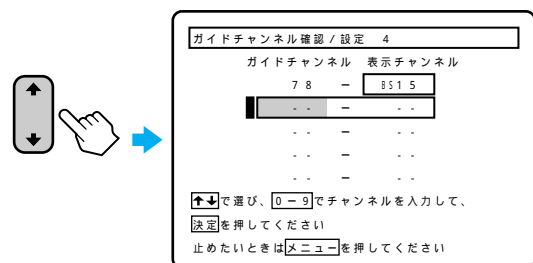 ガイドチャンネル確認/設定 4
ガイドチャンネル 表示チャンネル
78 － BS15
-- － --
-- － --
-- － --
-- － --
↑↓で選び、0－9でチャンネルを入力して、
決定を押してください
止めたいときはメニューを押してください